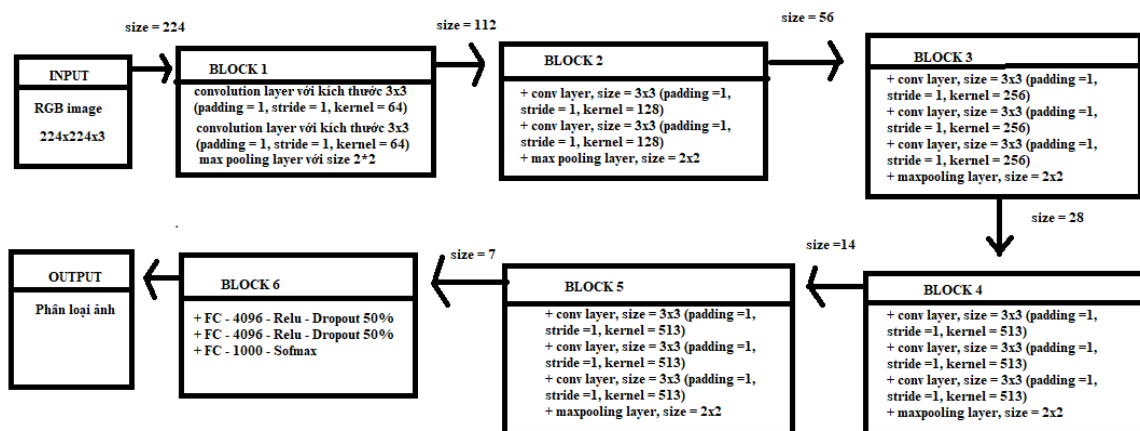 size = 224
size = 112
size = 56
INPUT
RGB image
224x224x3
BLOCK 1
convolution layer với kích thước 3x3
(padding = 1, stride = 1, kernel = 64)
convolution layer với kích thước 3x3
(padding = 1, stride = 1, kernel = 64)
max pooling layer với size 2*2
BLOCK 2
+ conv layer, size = 3x3 (padding =1,
stride = 1, kernel = 128)
+ conv layer, size = 3x3 (padding =1,
stride = 1, kernel = 128)
+ max pooling layer, size = 2x2
BLOCK 3
+ conv layer, size = 3x3 (padding =1,
stride = 1, kernel = 256)
+ conv layer, size = 3x3 (padding =1,
stride = 1, kernel = 256)
+ conv layer, size = 3x3 (padding =1,
stride = 1, kernel = 256)
+ maxpooling layer, size = 2x2
size = 28
size =14
size = 7
BLOCK 4
+ conv layer, size = 3x3 (padding =1,
stride =1, kernel = 513)
+ conv layer, size = 3x3 (padding =1,
stride =1, kernel = 513)
+ conv layer, size = 3x3 (padding =1,
stride =1, kernel = 513)
+ maxpooling layer, size = 2x2
BLOCK 5
+ conv layer, size = 3x3 (padding =1,
stride =1, kernel = 513)
+ conv layer, size = 3x3 (padding =1,
stride =1, kernel = 513)
+ conv layer, size = 3x3 (padding =1,
stride =1, kernel = 513)
+ maxpooling layer, size = 2x2
BLOCK 6
+ FC - 4096 - Relu - Dropout 50%
+ FC - 4096 - Relu - Dropout 50%
+ FC - 1000 - Sofmax
OUTPUT
Phân loại ảnh